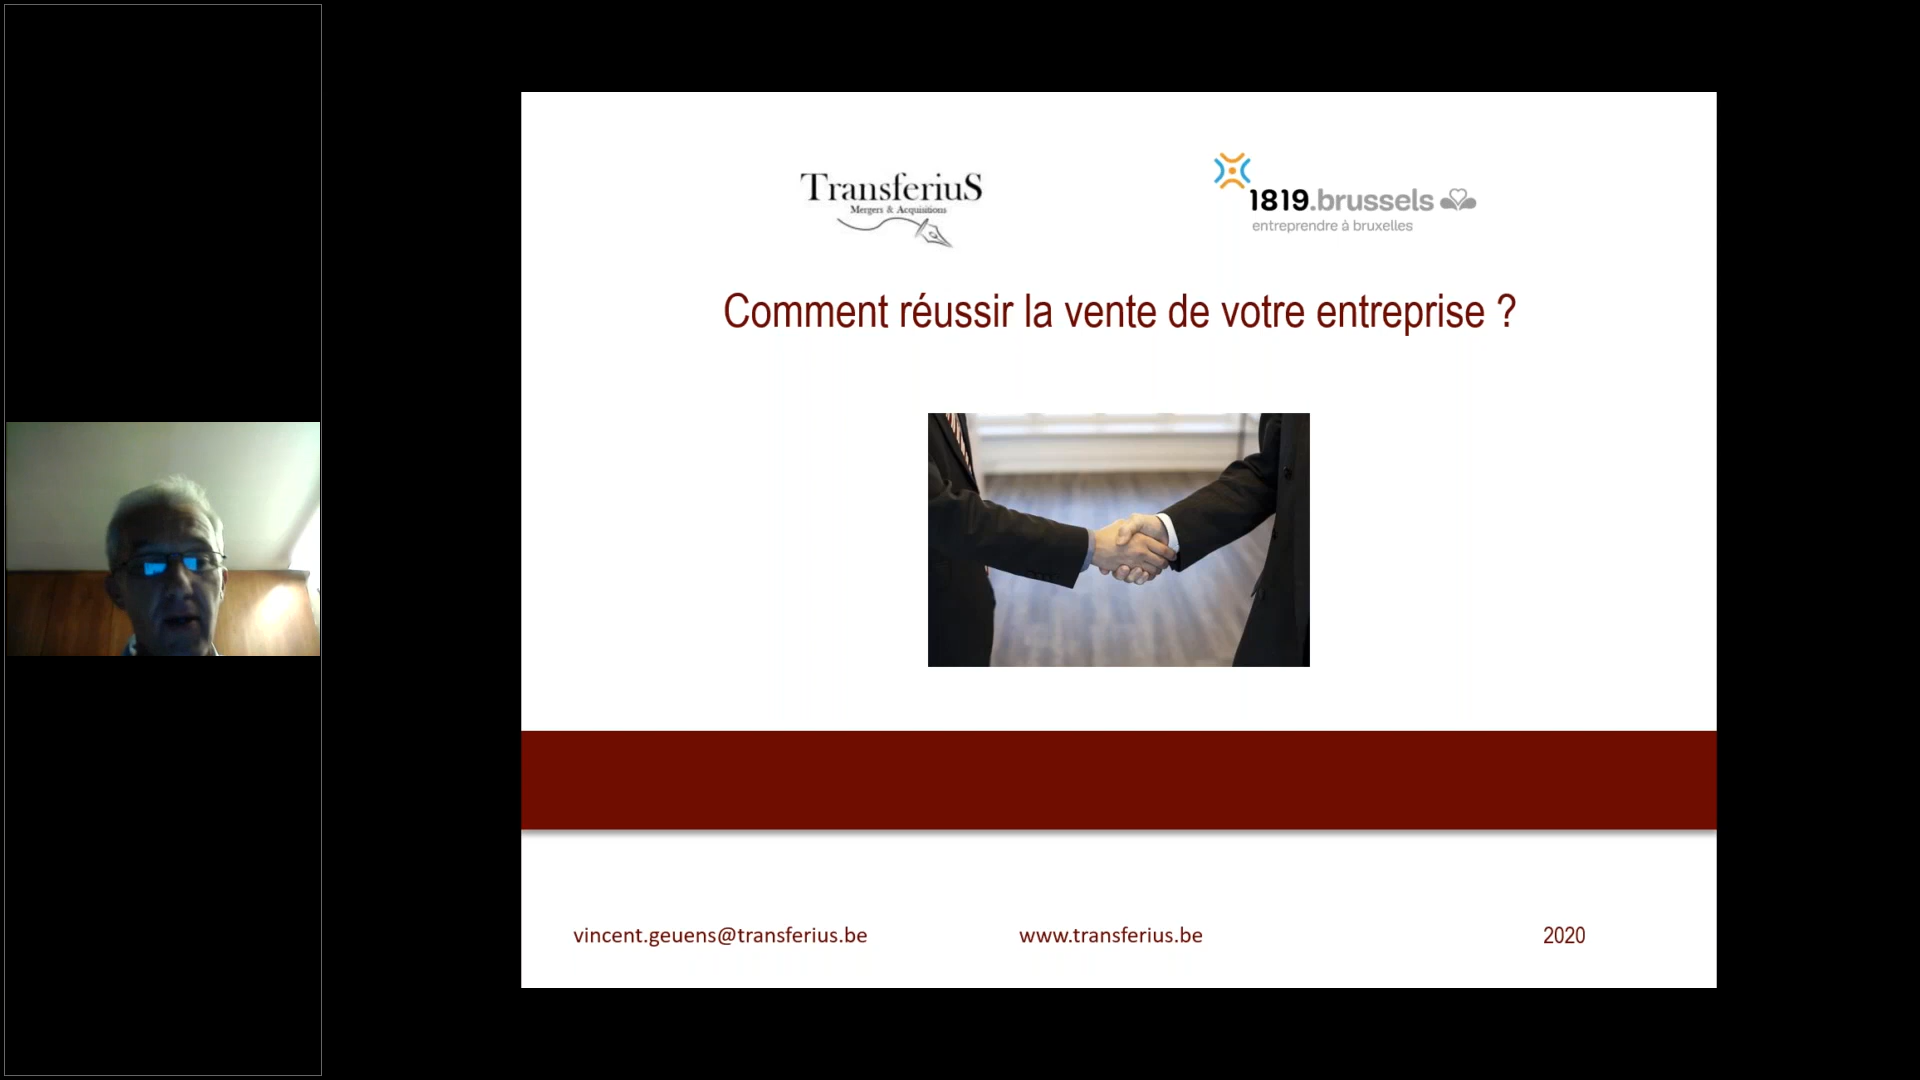 TransferiuS
Mergers & Acquisitions
1819.brussels
entreprendre à bruxelles
Comment réussir la vente de votre entreprise ?
vincent.geuens@transferius.be
www.transferius.be
2020